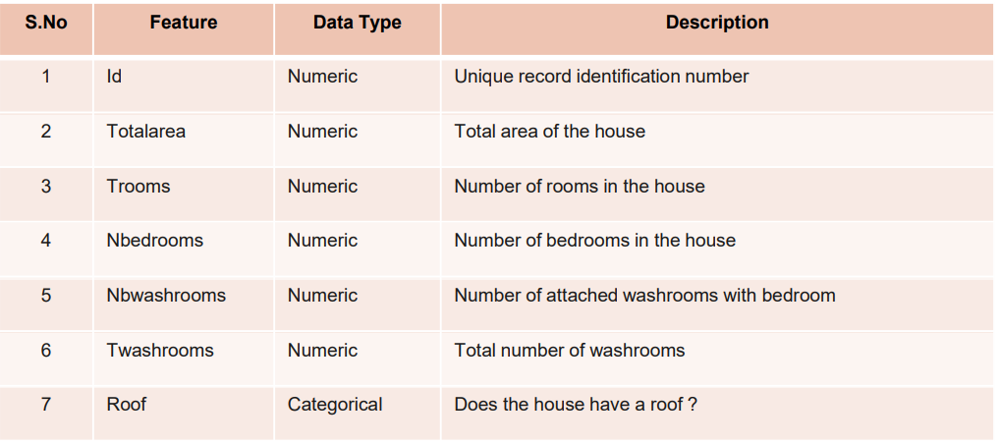 S.No Feature Data Type Description
1 Id Numeric Unique record identification number
2 Totalarea Numeric Total area of the house
3 Trooms Numeric Number of rooms in the house
4 Nbedrooms Numeric Number of bedrooms in the house
5 Nbwashrooms Numeric Number of attached washrooms with bedroom
6 Twashrooms Numeric Total number of washrooms
7 Roof Categorical Does the house have a roof ?